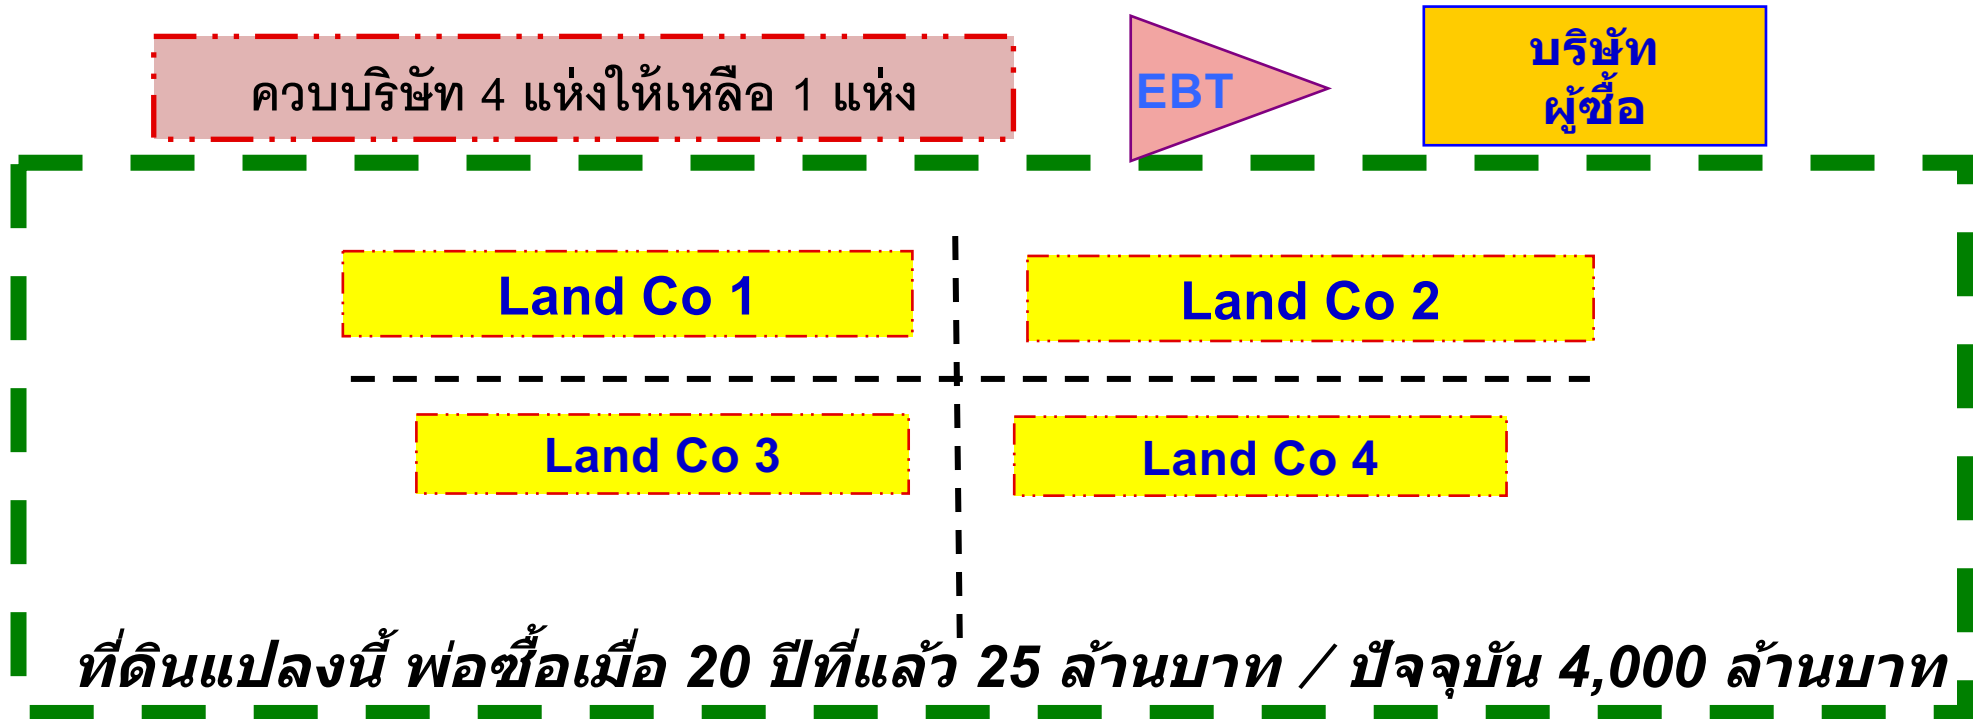 ควบบริษัท 4 แห่งให้เหลือ 1 แห่ง
EBT
บริษัท
ผู้ซื้อ
Land Co 1
Land Co 2
Land Co 3
Land Co 4
ที่ดินแปลงนี้ พ่อซื้อเมื่อ 20 ปีที่แล้ว 25 ล้านบาท / ปัจจุบัน 4,000 ล้านบาท